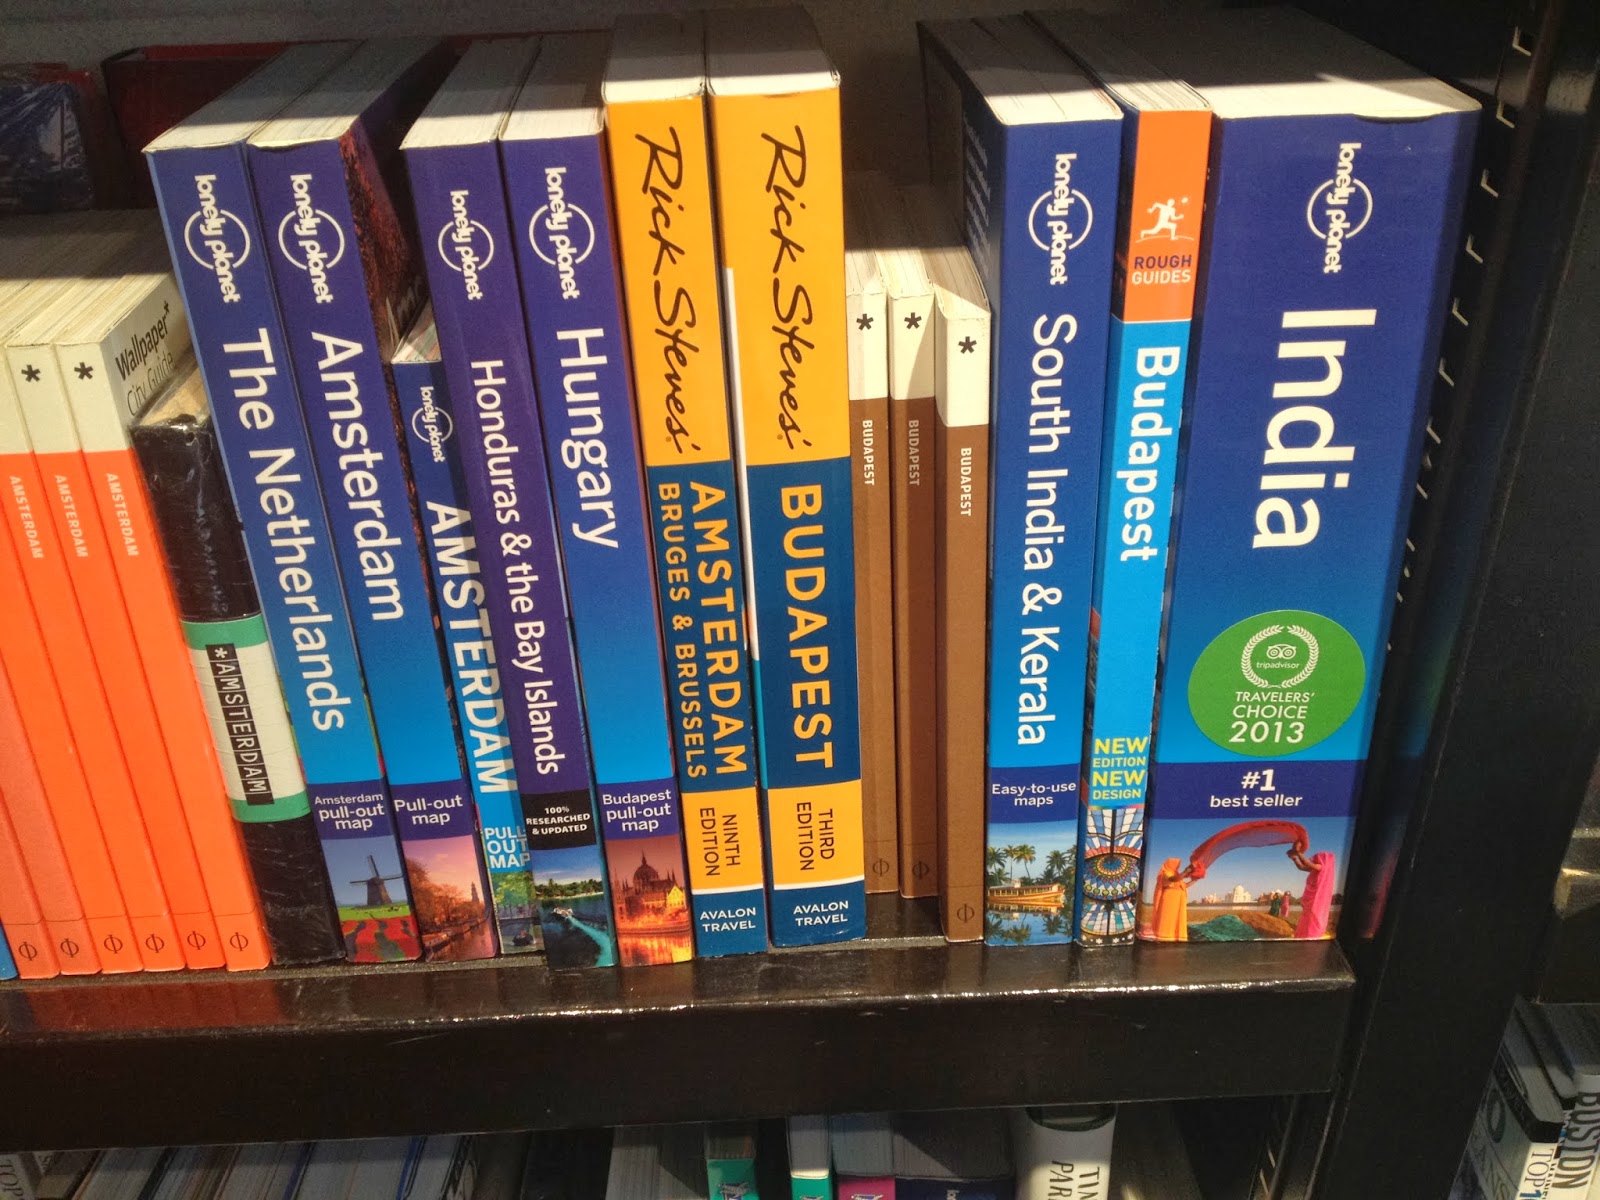 *
*
Wallpaper*
City Guide
AMSTERDAM
AMSTERDAM
AMSTERDAM
*AMSTERDAM
lonely planet
The Netherlands
Amsterdam
pull-out
map
lonely planet
Amsterdam
Pull-out
map
lonely planet
AMSTERDAM
PULL
OUT
MAP
lonely planet
Honduras & the Bay Islands
100%
RESEARCHED
& UPDATED
lonely planet
Hungary
Budapest
pull-out
map
Rick Steves'
AMSTERDAM
BRUGES & BRUSSELS
NINTH
EDITION
AVALON
TRAVEL
Rick Steves'
BUDAPEST
THIRD
EDITION
AVALON
TRAVEL
*
BUDAPEST
*
BUDAPEST
*
BUDAPEST
lonely planet
South India & Kerala
Easy-to-use
maps
ROUGH
GUIDES
Budapest
NEW
EDITION
NEW
DESIGN
lonely planet
India
tripadvisor
TRAVELERS'
CHOICE
2013
#1
best seller